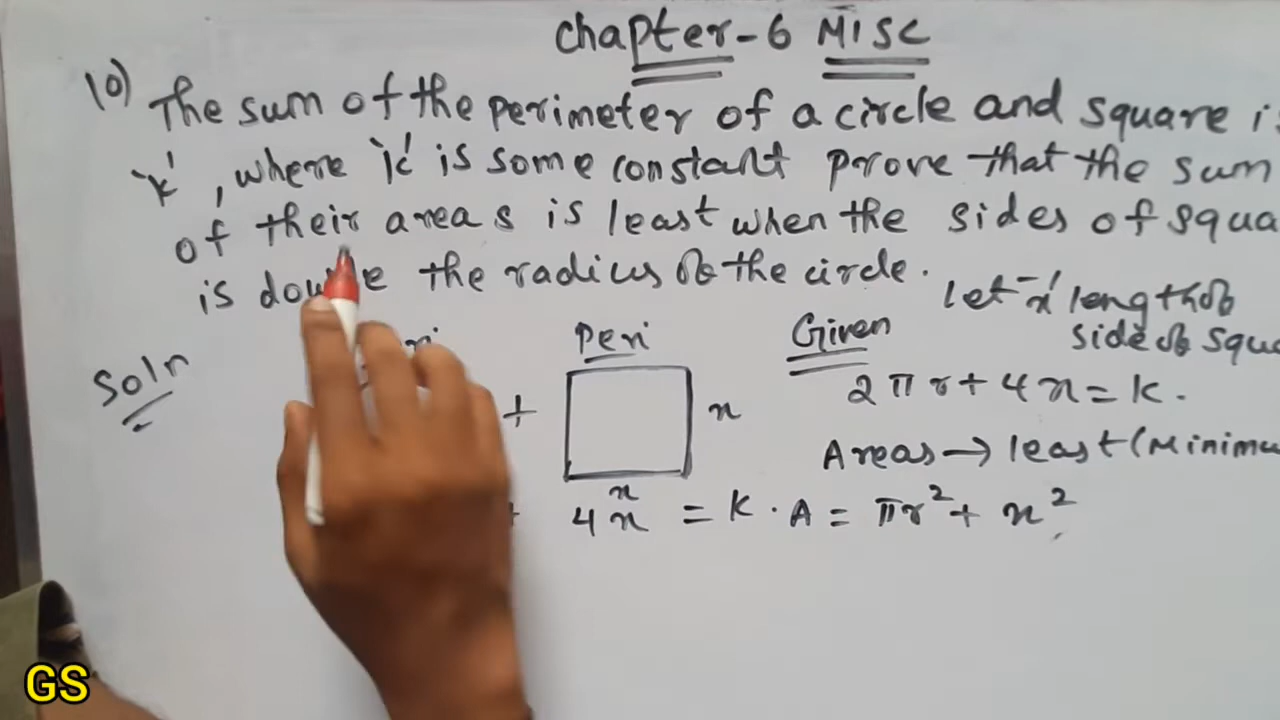 Chapter-6 MISC
10) The sum of the perimeter of a circle and square i
'k', where 'k' is some constant prove that the sum
of their areas is least when the sides of squa
is double the radius of the circle.
Let 'x' length of
side of squa
Soln
Peri
Given
2πr + 4x = k.
+
x
Areas → least (Minimu
x
4x = k.
A = πr² + x²
GS